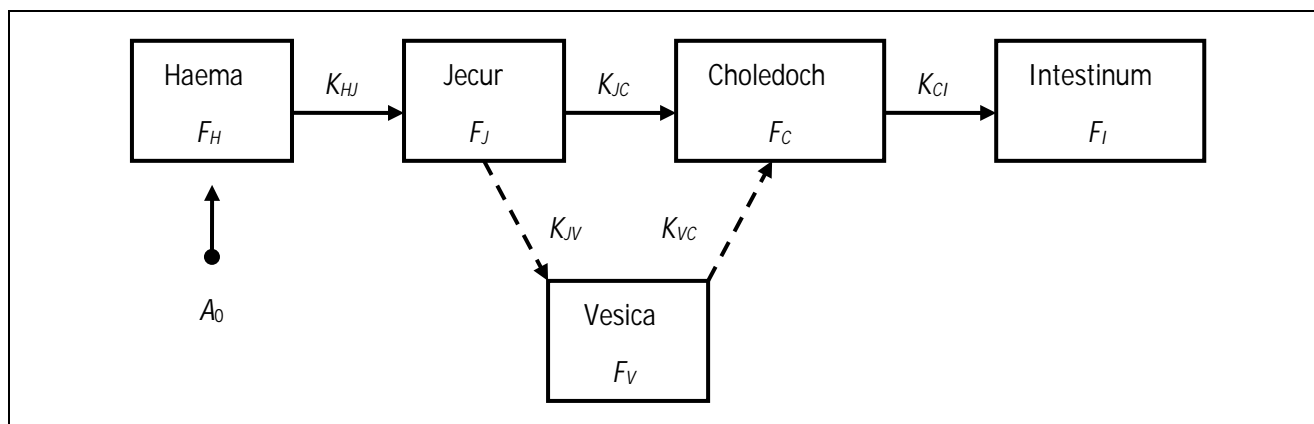 Haema
F_H
K_HJ
Jecur
F_J
K_JC
Choledoch
F_C
K_CI
Intestinum
F_I
K_JV
K_VC
A_0
Vesica
F_V